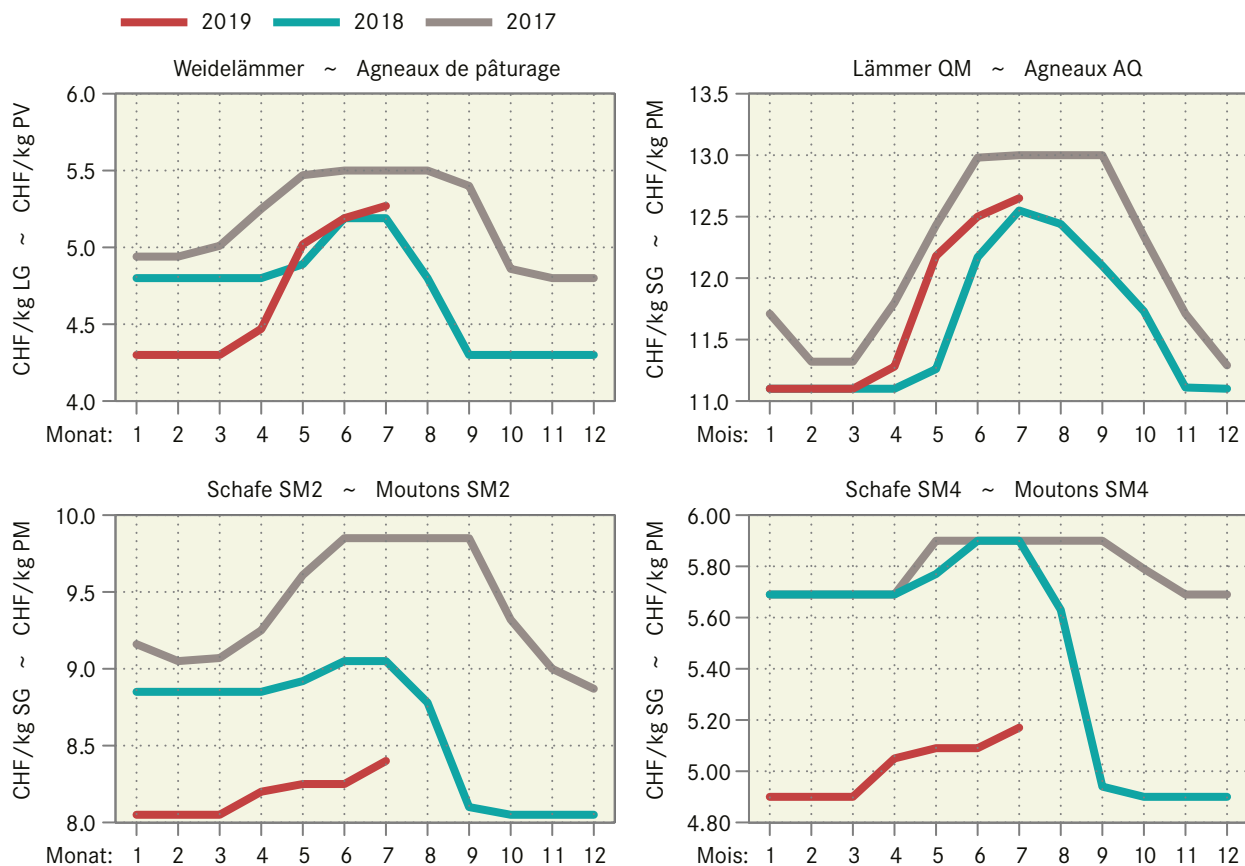 2019 2018 2017
Weidelämmer ~ Agneaux de pâturage
CHF/kg LG ~ CHF/kg PV
6.0
5.5
5.0
4.5
4.0
Monat: 1 2 3 4 5 6 7 8 9 10 11 12
Lämmer QM ~ Agneaux AQ
CHF/kg SG ~ CHF/kg PM
13.5
13.0
12.5
12.0
11.5
11.0
Mois: 1 2 3 4 5 6 7 8 9 10 11 12
Schafe SM2 ~ Moutons SM2
CHF/kg SG ~ CHF/kg PM
10.0
9.5
9.0
8.5
8.0
Monat: 1 2 3 4 5 6 7 8 9 10 11 12
Schafe SM4 ~ Moutons SM4
CHF/kg SG ~ CHF/kg PM
6.00
5.80
5.60
5.40
5.20
5.00
4.80
Mois: 1 2 3 4 5 6 7 8 9 10 11 12